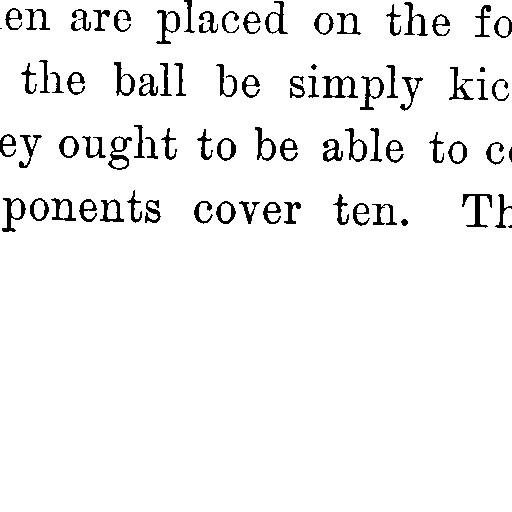 en are placed on the fo
the ball be simply kic
ey ought to be able to c
ponents cover ten. Th